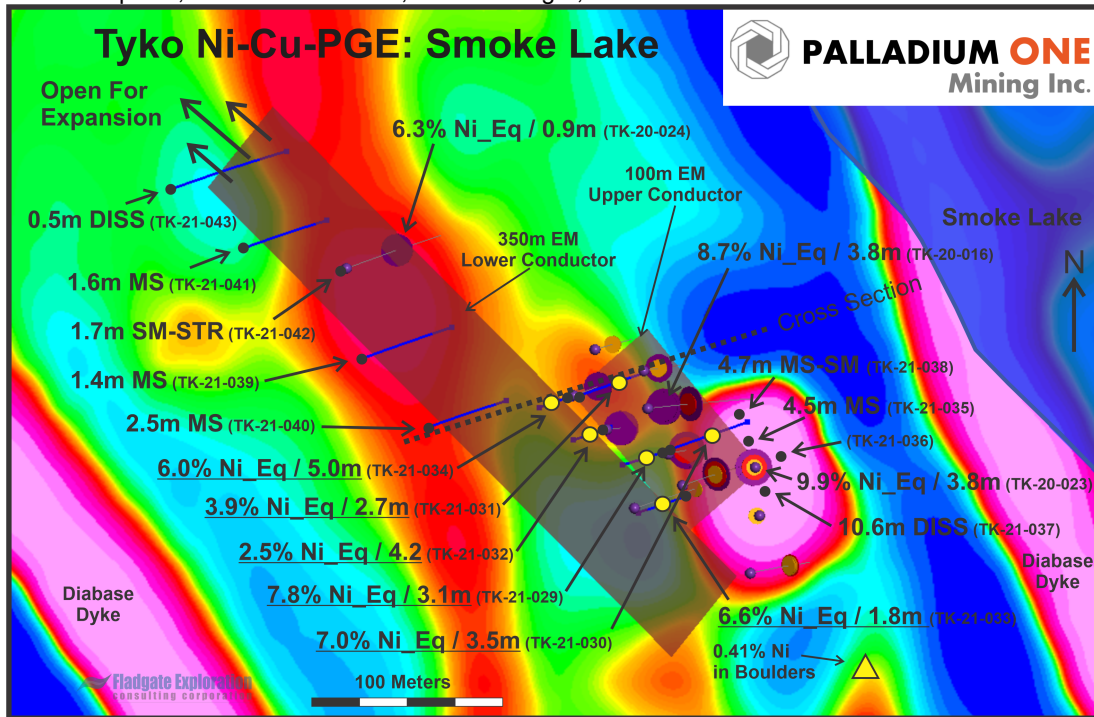 Tyko Ni-Cu-PGE: Smoke Lake
PALLADIUM ONE
Mining Inc.
Open For
Expansion
6.3% Ni_Eq / 0.9m (TK-20-024)
100m EM
Upper Conductor
0.5m DISS (TK-21-043)
350m EM
Lower Conductor
Smoke Lake
8.7% Ni_Eq / 3.8m (TK-20-016)
N
1.6m MS (TK-21-041)
Cross Section
1.7m SM-STR (TK-21-042)
4.7m MS-SM (TK-21-038)
1.4m MS (TK-21-039)
4.5m MS (TK-21-035)
2.5m MS (TK-21-040)
(TK-21-036)
6.0% Ni_Eq / 5.0m (TK-21-034)
9.9% Ni_Eq / 3.8m (TK-20-023)
3.9% Ni_Eq / 2.7m (TK-21-031)
10.6m DISS (TK-21-037)
2.5% Ni_Eq / 4.2 (TK-21-032)
Diabase
Dyke
7.8% Ni_Eq / 3.1m (TK-21-029)
Diabase
Dyke
6.6% Ni_Eq / 1.8m (TK-21-033)
7.0% Ni_Eq / 3.5m (TK-21-030)
0.41% Ni
in Boulders
Fladgate Exploration
consulting corporation
100 Meters